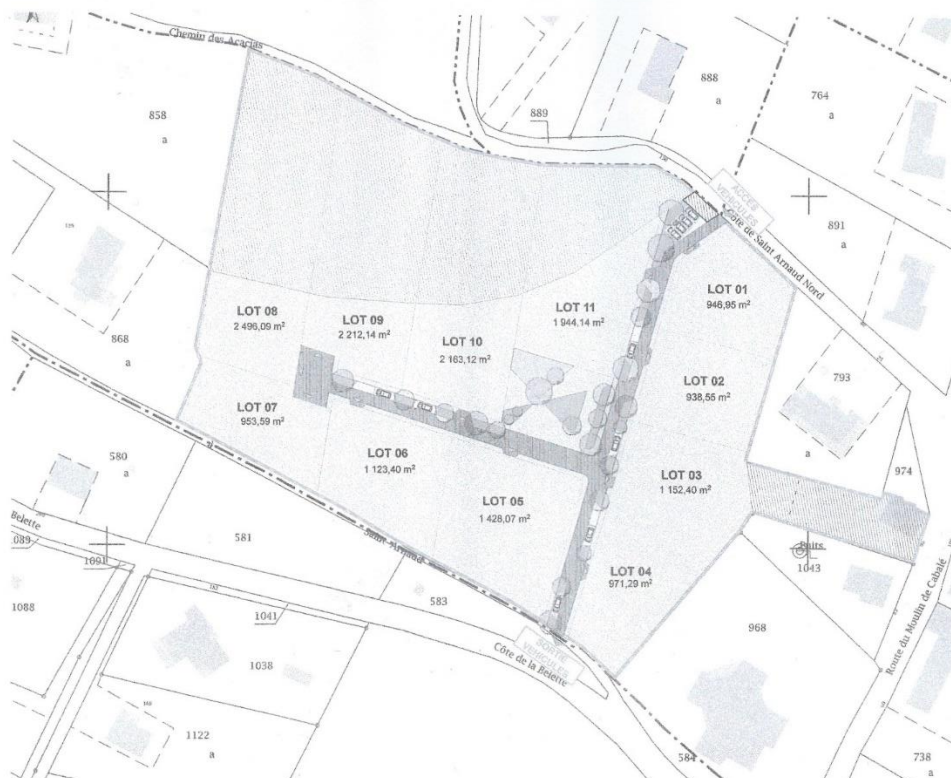 Chemin des Acacias
858
a
888
a
764
a
889
ACCÈS
VÉHICULES
Côte de Saint Arnaud Nord
891
a
LOT 01
946,95 m²
LOT 11
1 944,14 m²
LOT 08
2 496,09 m²
LOT 09
2 212,14 m²
LOT 10
2 163,12 m²
868
a
LOT 02
938,55 m²
793
a
LOT 07
953,59 m²
LOT 06
1 123,40 m²
LOT 03
1 152,40 m²
974
580
a
LOT 05
1 428,07 m²
Saint Arnaud
Belette
089
1091
581
Puits
1043
LOT 04
971,29 m²
583
1088
1041
968
Route du Moulin de Cabalé
1038
SORTIE
VÉHICULES
Côte de la Belette
1122
a
584
738
a